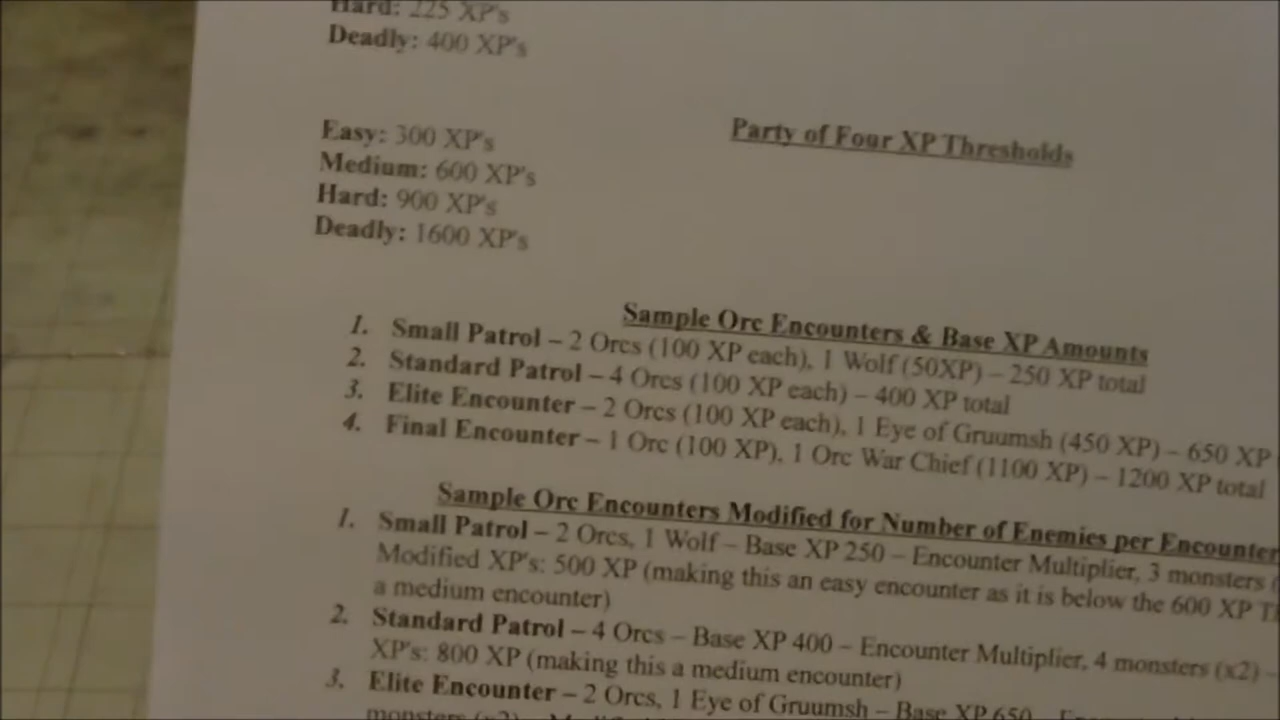 Hard: 225 XP's
Deadly: 400 XP's
Party of Four XP Thresholds
Easy: 300 XP's
Medium: 600 XP's
Hard: 900 XP's
Deadly: 1600 XP's
Sample Orc Encounters & Base XP Amounts
1. Small Patrol – 2 Orcs (100 XP each), 1 Wolf (50XP) – 250 XP total
2. Standard Patrol – 4 Orcs (100 XP each) – 400 XP total
3. Elite Encounter – 2 Orcs (100 XP each), 1 Eye of Gruumsh (450 XP) – 650 XP
4. Final Encounter – 1 Orc (100 XP), 1 Orc War Chief (1100 XP) – 1200 XP total
Sample Orc Encounters Modified for Number of Enemies per Encounter
1. Small Patrol – 2 Orcs, 1 Wolf – Base XP 250 – Encounter Multiplier, 3 monsters
Modified XP's: 500 XP (making this an easy encounter as it is below the 600 XP
a medium encounter)
2. Standard Patrol – 4 Orcs – Base XP 400 – Encounter Multiplier, 4 monsters (x2) –
XP's: 800 XP (making this a medium encounter)
3. Elite Encounter – 2 Orcs, 1 Eye of Gruumsh – Base XP 650 –
monsters (x2) –